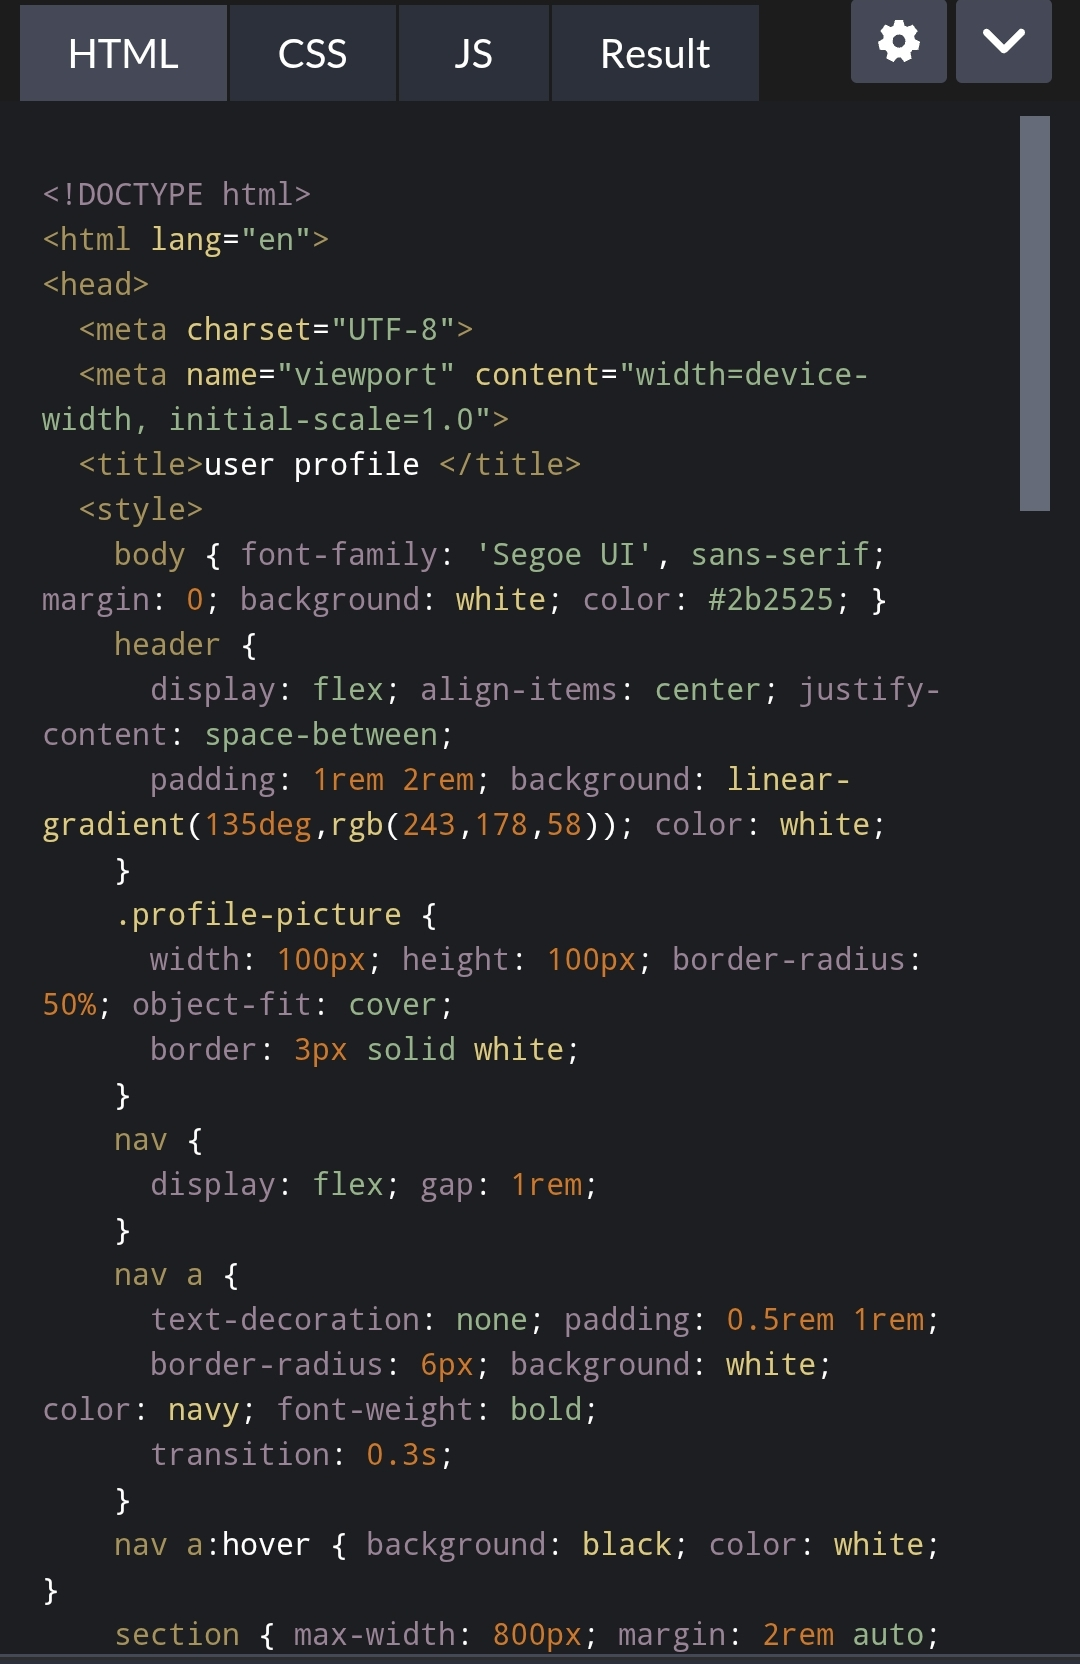 HTML CSS JS Result
<!DOCTYPE html>
<html lang="en">
<head>
  <meta charset="UTF-8">
  <meta name="viewport" content="width=device-
width, initial-scale=1.0">
  <title>user profile </title>
  <style>
    body { font-family: 'Segoe UI', sans-serif;
margin: 0; background: white; color: #2b2525; }
    header {
      display: flex; align-items: center; justify-
content: space-between;
      padding: 1rem 2rem; background: linear-
gradient(135deg,rgb(243,178,58)); color: white;
    }
    .profile-picture {
      width: 100px; height: 100px; border-radius:
50%; object-fit: cover;
      border: 3px solid white;
    }
    nav {
      display: flex; gap: 1rem;
    }
    nav a {
      text-decoration: none; padding: 0.5rem 1rem;
      border-radius: 6px; background: white;
color: navy; font-weight: bold;
      transition: 0.3s;
    }
    nav a:hover { background: black; color: white;
}
    section { max-width: 800px; margin: 2rem auto;